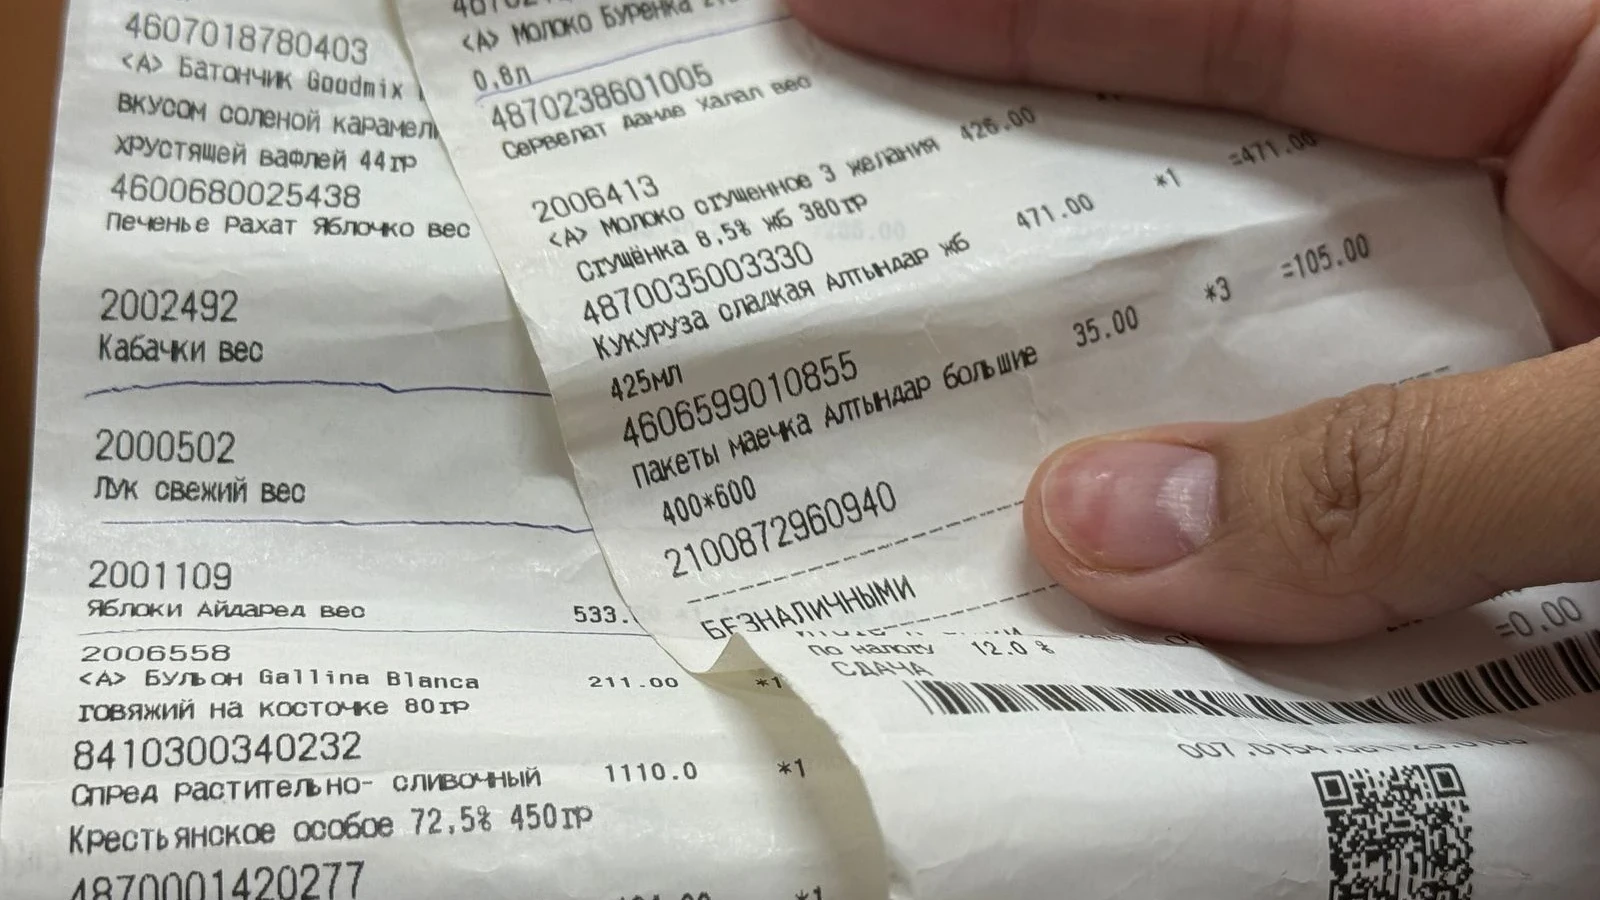 4607018780403
<А> Батончик Goodmix
вкусом соленой карамели
хрустящей вафлей 44гр
4600680025438
Печенье Рахат Яблочко вес
2002492
Кабачки вес
2000502
Лук свежий вес
2001109
Яблоки Айдаред вес 533.
2006558
<А> Бульон Gallina Blanca 211.00 *1
говяжий на косточке 80гр
8410300340232
Спред растительно- сливочный 1110.0 *1
Крестьянское особое 72,5% 450гр
4870001420277
*1
<А> Молоко Буренка
0,8л
4870238601005
Сервелат Халал вес
2006413
<А> Молоко сгущенное 3 желания 426.00
Сгущёнка 8,5% жб 380гр
4870035003330
Кукуруза сладкая Алтындар жб 471.00 *1 =471.00
425мл
4606599010855
Пакеты маечка Алтындар большие 35.00 *3 =105.00
400*600
2100872960940
БЕЗНАЛИЧНЫМИ
по налогу 12.0 %
СДАЧА =0.00